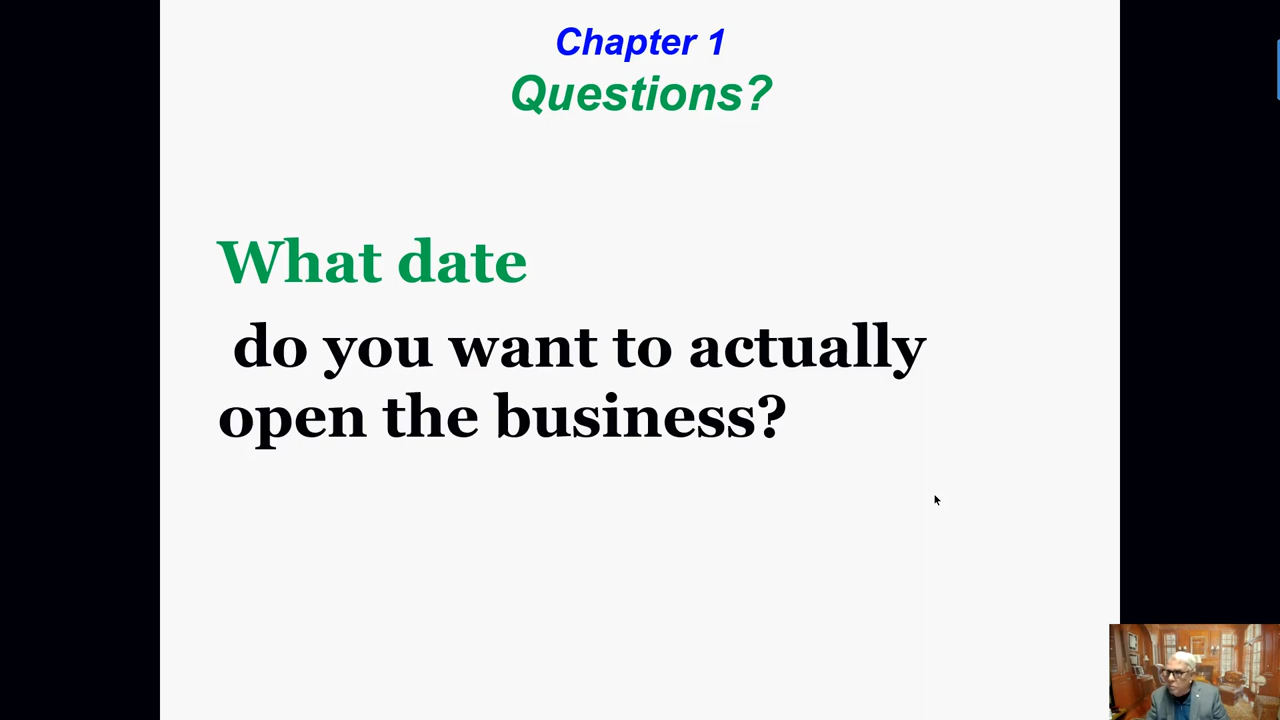 Chapter 1
Questions?
What date
do you want to actually
open the business?